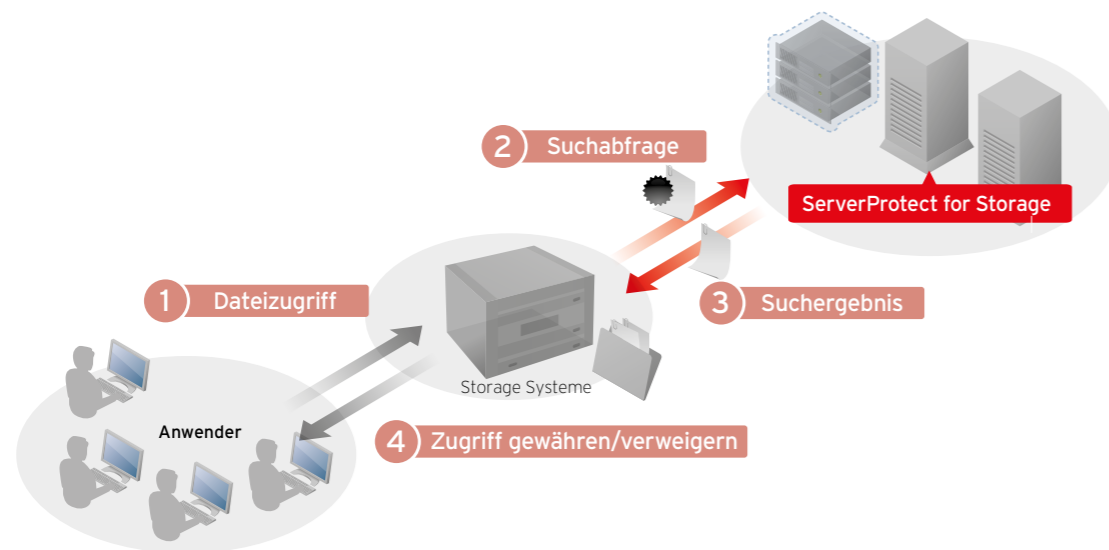 2 Suchabfrage
ServerProtect for Storage
1 Dateizugriff
3 Suchergebnis
Storage Systeme
Anwender
4 Zugriff gewähren/verweigern